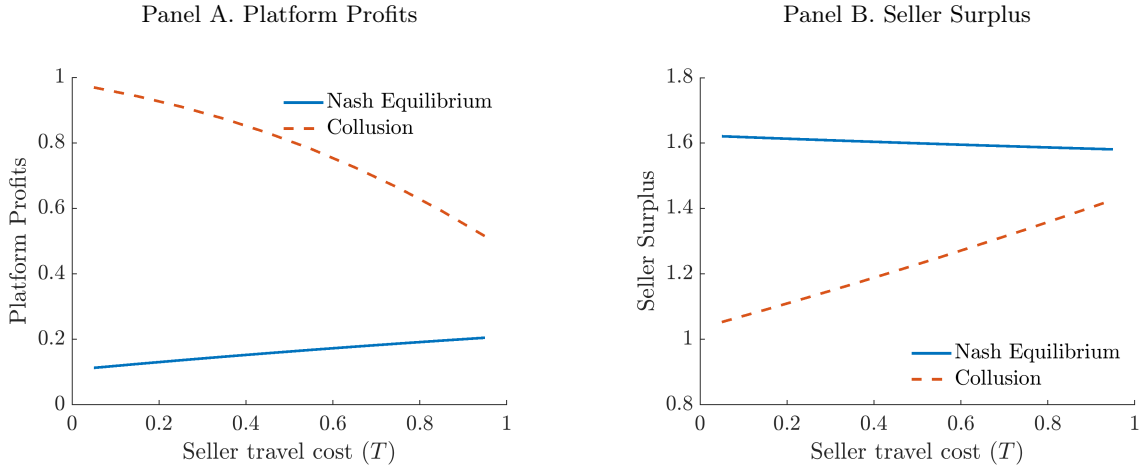 Panel A. Platform Profits
Platform Profits
1
0.8
0.6
0.4
0.2
0
0
0.2
0.4
0.6
0.8
1
Seller travel cost (T)
Nash Equilibrium
Collusion
Panel B. Seller Surplus
Seller Surplus
1.8
1.6
1.4
1.2
1
0.8
0
0.2
0.4
0.6
0.8
1
Seller travel cost (T)
Nash Equilibrium
Collusion